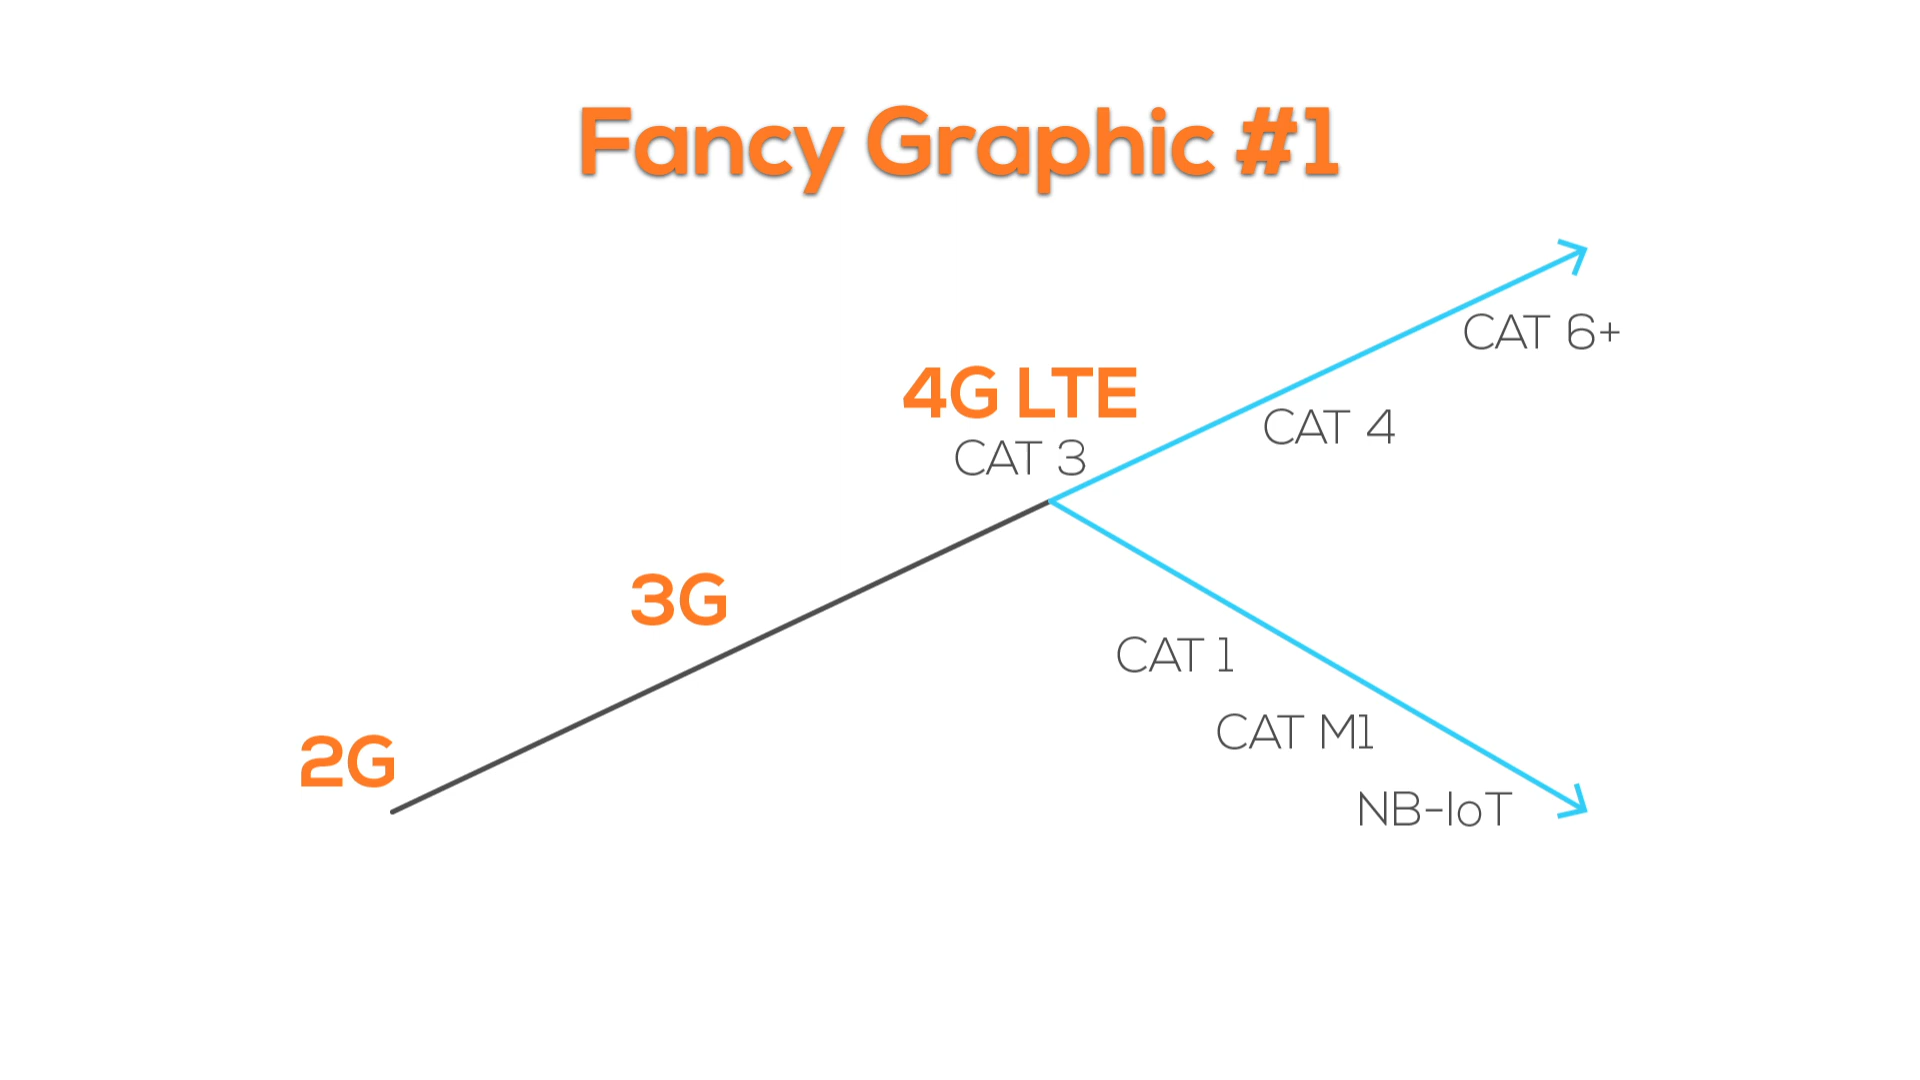 Fancy Graphic #1
CAT 6+
4G LTE
CAT 4
CAT 3
3G
CAT 1
CAT M1
2G
NB-IoT